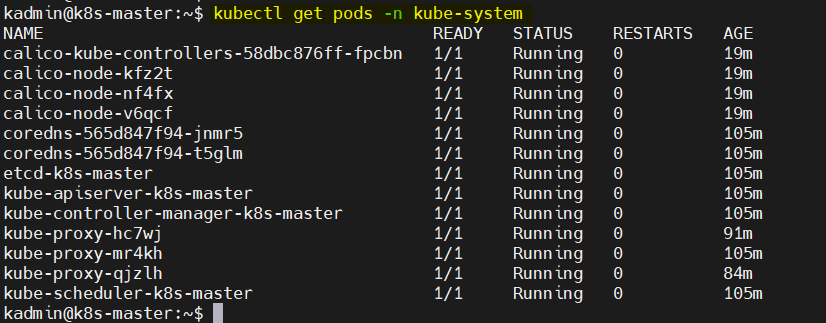 kadmin@k8s-master:~$ kubectl get pods -n kube-system
NAME READY STATUS RESTARTS AGE
calico-kube-controllers-58dbc876ff-fpcbn 1/1 Running 0 19m
calico-node-kfz2t 1/1 Running 0 19m
calico-node-nf4fx 1/1 Running 0 19m
calico-node-v6qcf 1/1 Running 0 19m
coredns-565d847f94-jnmr5 1/1 Running 0 105m
coredns-565d847f94-t5glm 1/1 Running 0 105m
etcd-k8s-master 1/1 Running 0 105m
kube-apiserver-k8s-master 1/1 Running 0 105m
kube-controller-manager-k8s-master 1/1 Running 0 105m
kube-proxy-hc7wj 1/1 Running 0 91m
kube-proxy-mr4kh 1/1 Running 0 105m
kube-proxy-qjzlh 1/1 Running 0 84m
kube-scheduler-k8s-master 1/1 Running 0 105m
kadmin@k8s-master:~$